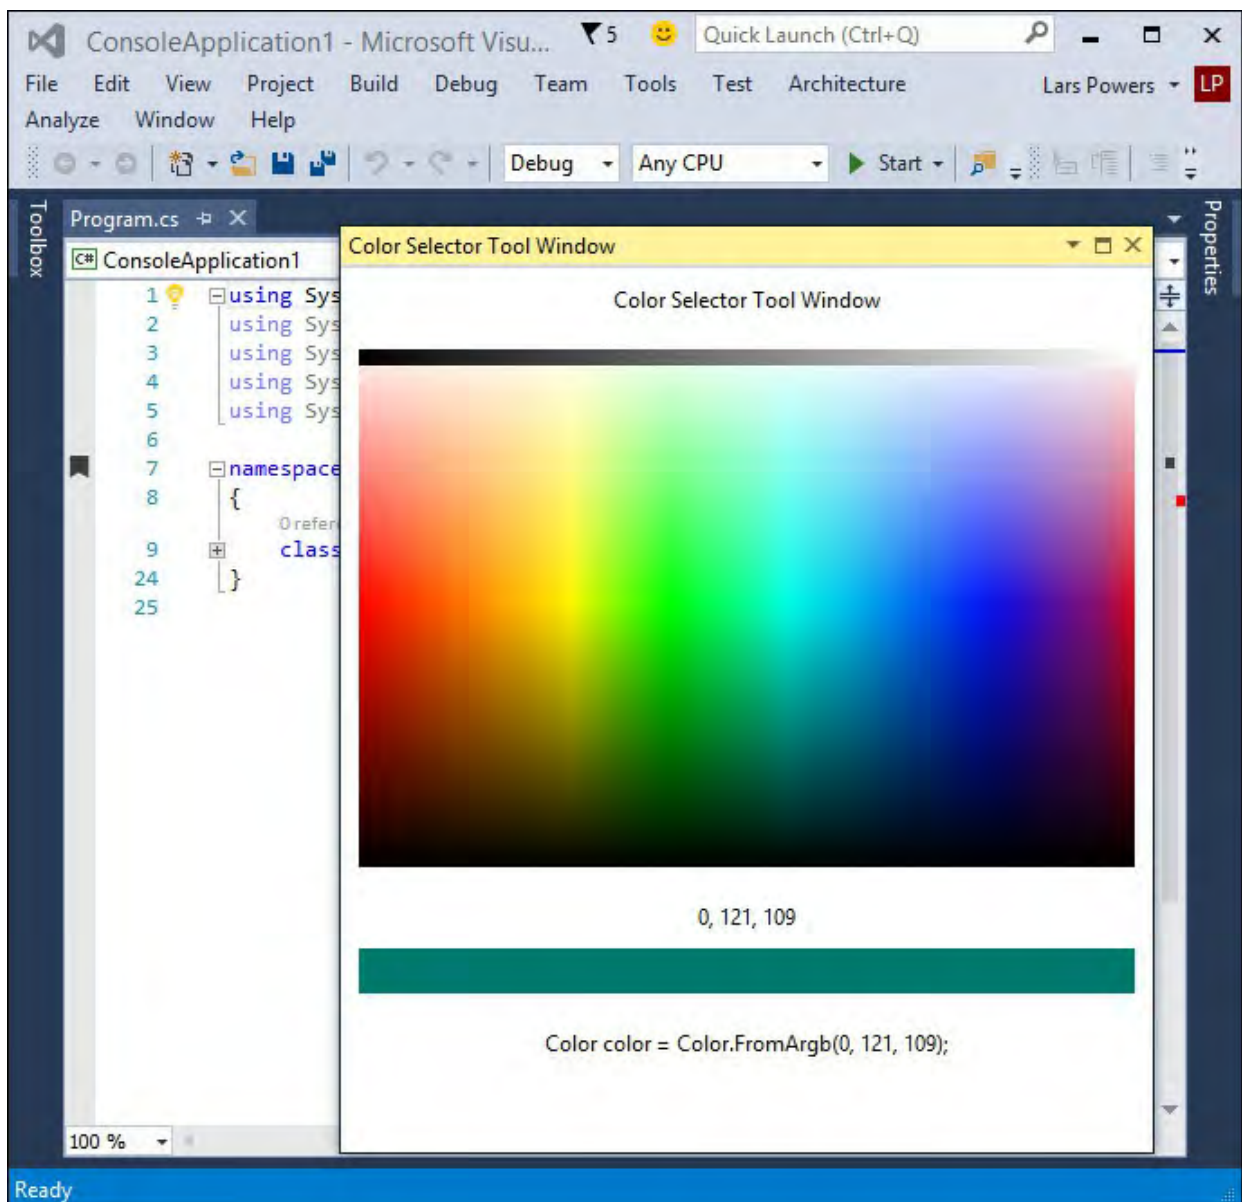 ConsoleApplication1 - Microsoft Visu... 5 Quick Launch (Ctrl+Q)
File Edit View Project Build Debug Team Tools Test Architecture Lars Powers LP
Analyze Window Help
Debug Any CPU Start
Toolbox
Program.cs
Properties
C# ConsoleApplication1
Color Selector Tool Window
Color Selector Tool Window
1 using Sys
2 using Sys
3 using Sys
4 using Sys
5 using Sys
6
7 namespace
8 {
0 refer
9 class
24 }
25
0, 121, 109
Color color = Color.FromArgb(0, 121, 109);
100 %
Ready